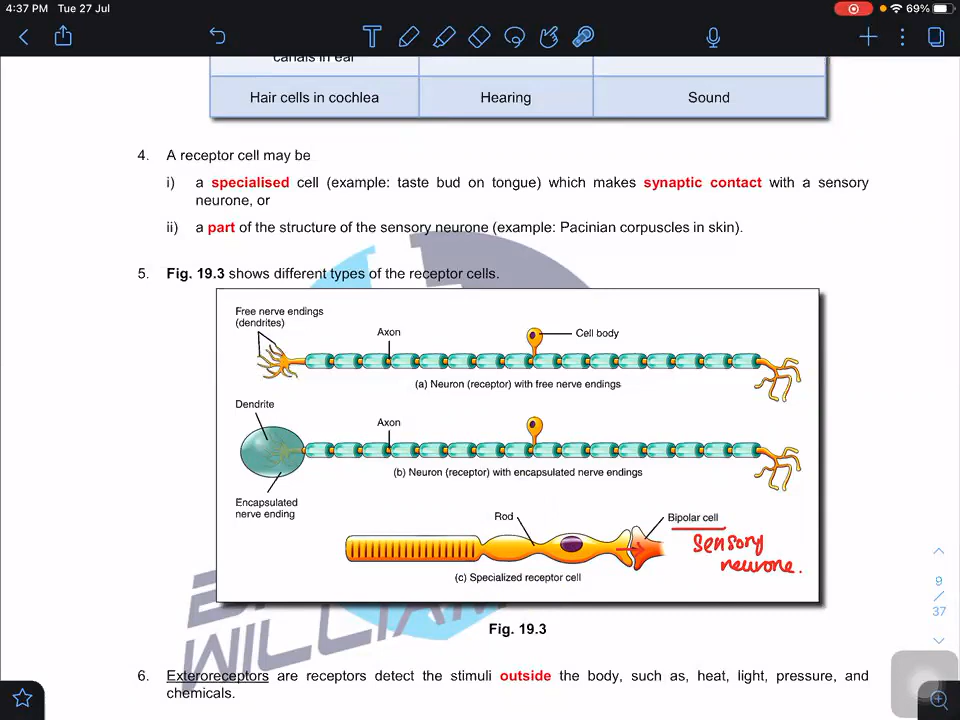 4:37 PM Tue 27 Jul
69%
canals in ear
Hair cells in cochlea Hearing Sound
4. A receptor cell may be
i) a specialised cell (example: taste bud on tongue) which makes synaptic contact with a sensory
neurone, or
ii) a part of the structure of the sensory neurone (example: Pacinian corpuscles in skin).
5. Fig. 19.3 shows different types of the receptor cells.
Free nerve endings
(dendrites)
Axon
Cell body
(a) Neuron (receptor) with free nerve endings
Dendrite
Axon
(b) Neuron (receptor) with encapsulated nerve endings
Encapsulated
nerve ending
Rod
Bipolar cell
sensory
neurone.
(c) Specialized receptor cell
Fig. 19.3
9
/
37
6. Exteroreceptors are receptors detect the stimuli outside the body, such as, heat, light, pressure, and
chemicals.